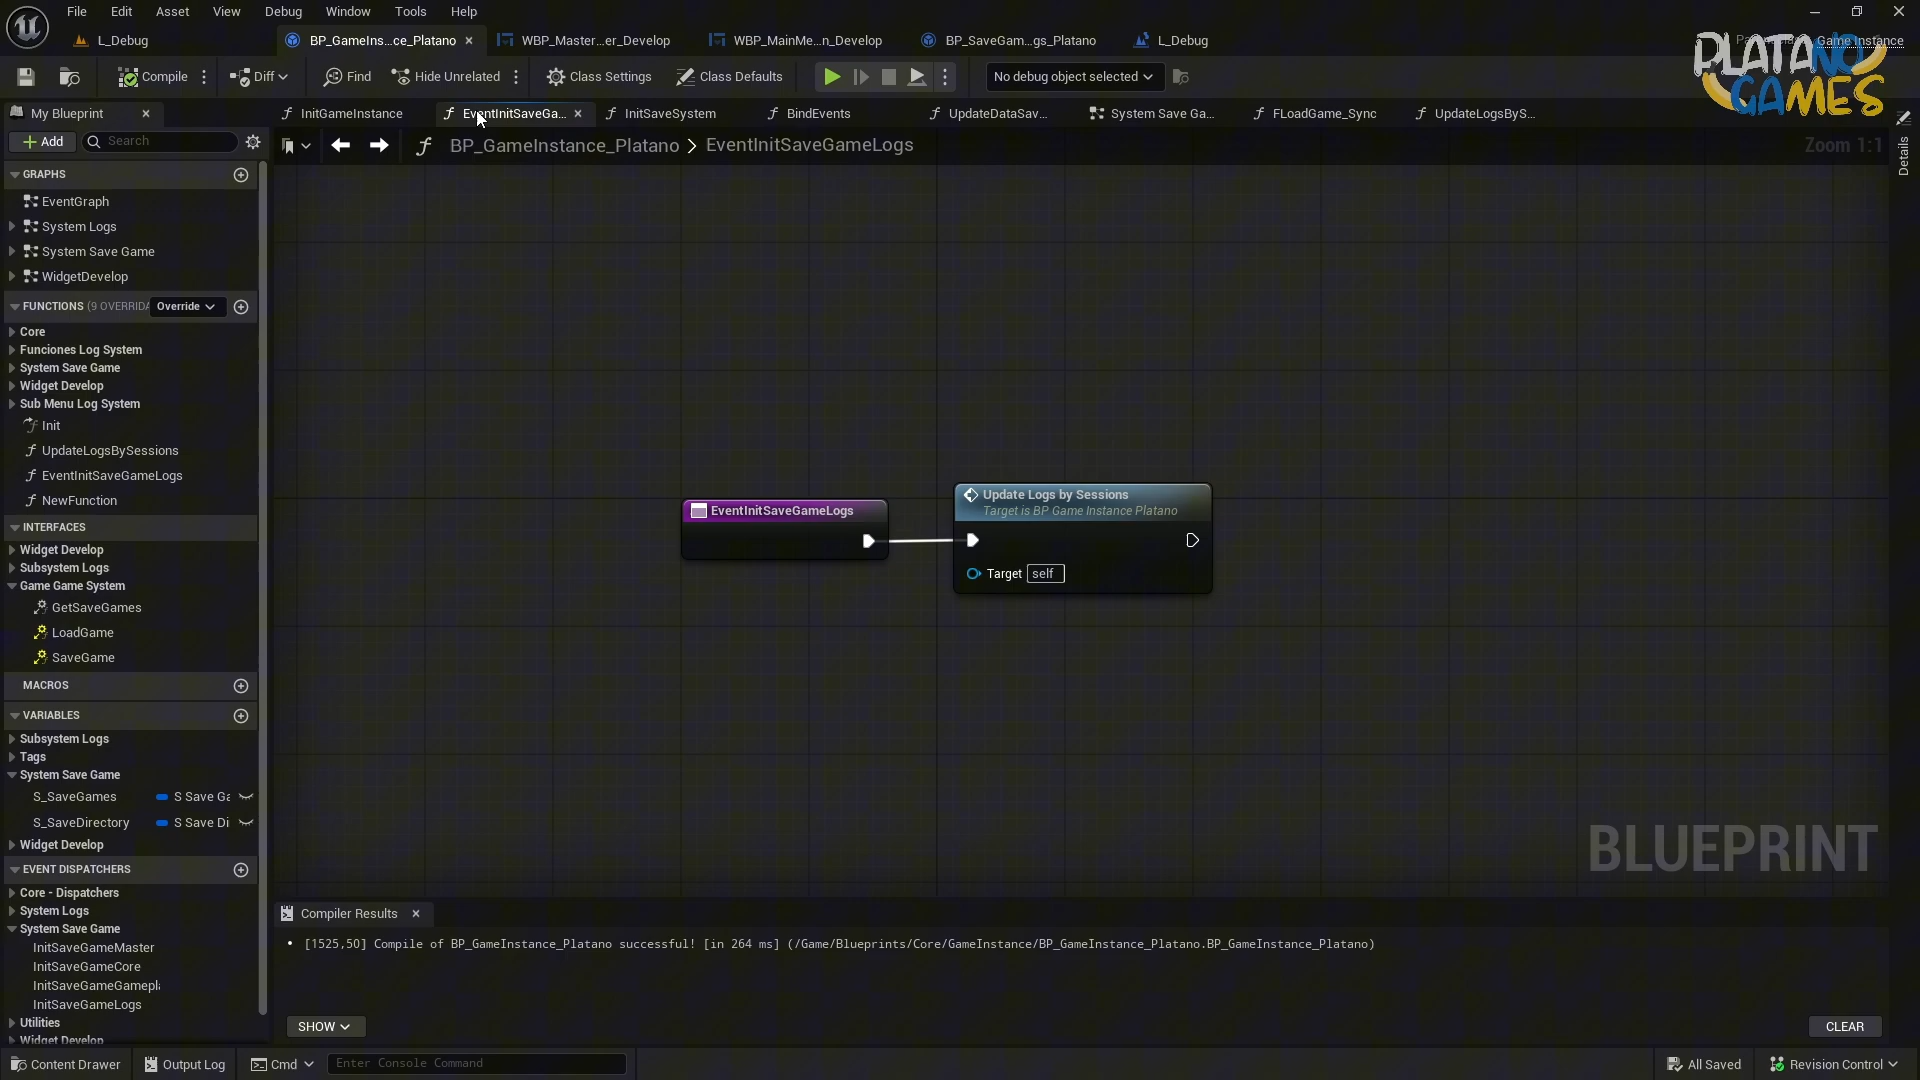 File Edit Asset View Debug Window Tools Help
L_Debug BP_GameIns...ce_Platano WBP_Master...er_Develop WBP_MainMe...n_Develop BP_SaveGam...gs_Platano L_Debug
Game Instance
PLATANO
GAMES
Compile Diff Find Hide Unrelated Class Settings Class Defaults No debug object selected
My Blueprint InitGameInstance EventInitSaveGa... InitSaveSystem BindEvents UpdateDataSav... System Save Ga... FLoadGame_Sync UpdateLogsByS...
Add Search
BP_GameInstance_Platano > EventInitSaveGameLogs
Zoom 1:1
Details
GRAPHS
EventGraph
System Logs
System Save Game
WidgetDevelop
FUNCTIONS (9 OVERRIDA Override
Core
Funciones Log System
System Save Game
Widget Develop
Sub Menu Log System
Init
UpdateLogsBySessions
EventInitSaveGameLogs
NewFunction
INTERFACES
Widget Develop
Subsystem Logs
Game Game System
GetSaveGames
LoadGame
SaveGame
MACROS
VARIABLES
Subsystem Logs
Tags
System Save Game
S_SaveGames S Save Ga
S_SaveDirectory S Save Di
Widget Develop
EVENT DISPATCHERS
Core - Dispatchers
System Logs
System Save Game
InitSaveGameMaster
InitSaveGameCore
InitSaveGameGamepla
InitSaveGameLogs
Utilities
Widget Develop
EventInitSaveGameLogs
Update Logs by Sessions
Target is BP Game Instance Platano
Target self
BLUEPRINT
Compiler Results
[1525,50] Compile of BP_GameInstance_Platano successful! [in 264 ms] (/Game/Blueprints/Core/GameInstance/BP_GameInstance_Platano.BP_GameInstance_Platano)
SHOW CLEAR
Content Drawer Output Log Cmd Enter Console Command All Saved Revision Control